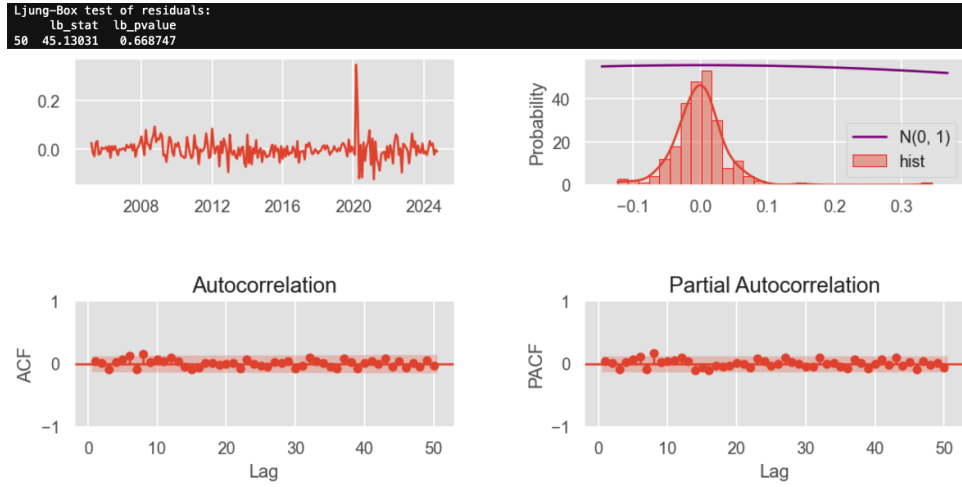 Ljung-Box test of residuals:
lb_stat lb_pvalue
50 45.13031 0.668747
0.2
0.0
2008 2012 2016 2020 2024
Probability
40
20
0
N(0, 1)
hist
−0.1 0.0 0.1 0.2 0.3
Autocorrelation
ACF
1
0
−1
0 10 20 30 40 50
Lag
Partial Autocorrelation
PACF
1
0
−1
0 10 20 30 40 50
Lag